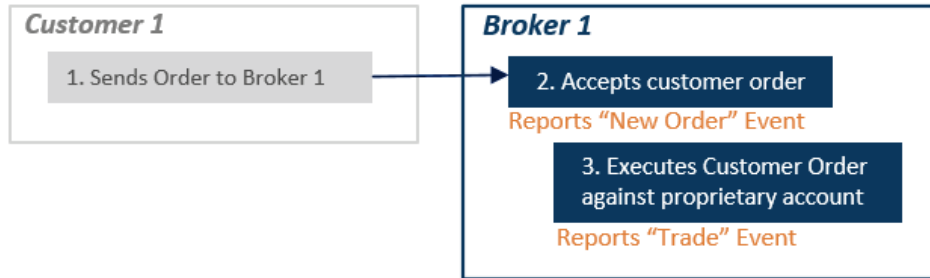 Customer 1
1. Sends Order to Broker 1
Broker 1
2. Accepts customer order
Reports “New Order” Event
3. Executes Customer Order
against proprietary account
Reports “Trade” Event